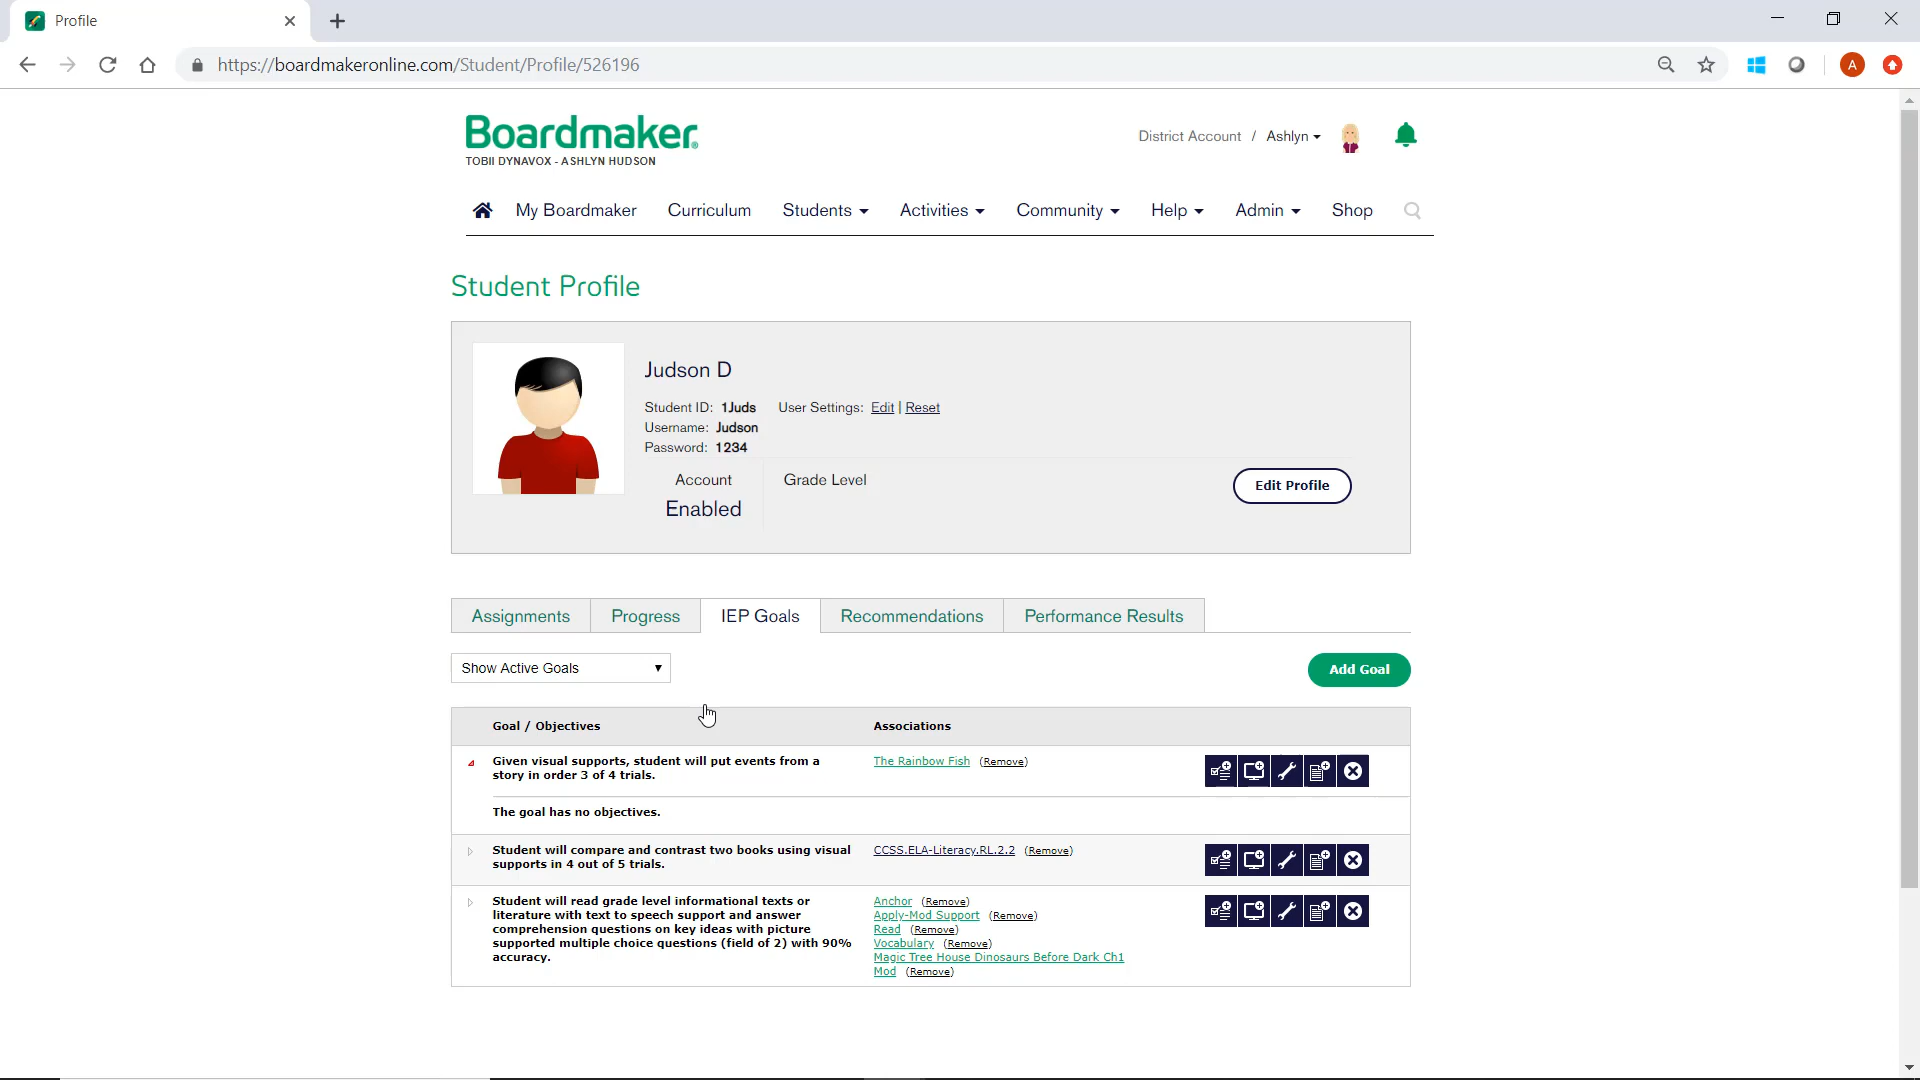 Profile
https://boardmakeronline.com/Student/Profile/526196
A
Boardmaker®
TOBII DYNAVOX - ASHLYN HUDSON
District Account / Ashlyn
My Boardmaker Curriculum Students Activities Community Help Admin Shop
Student Profile
Judson D
Student ID: 1Juds User Settings: Edit | Reset
Username: Judson
Password: 1234
Account Grade Level
Enabled
Edit Profile
Assignments Progress IEP Goals Recommendations Performance Results
Show Active Goals
Add Goal
Goal / Objectives Associations
Given visual supports, student will put events from a The Rainbow Fish (Remove)
story in order 3 of 4 trials.
The goal has no objectives.
Student will compare and contrast two books using visual CCSS.ELA-Literacy.RL.2.2 (Remove)
supports in 4 out of 5 trials.
Student will read grade level informational texts or Anchor (Remove)
literature with text to speech support and answer Apply-Mod Support (Remove)
comprehension questions on key ideas with picture Read (Remove)
supported multiple choice questions (field of 2) with 90% Vocabulary (Remove)
accuracy. Magic Tree House Dinosaurs Before Dark Ch1
Mod (Remove)